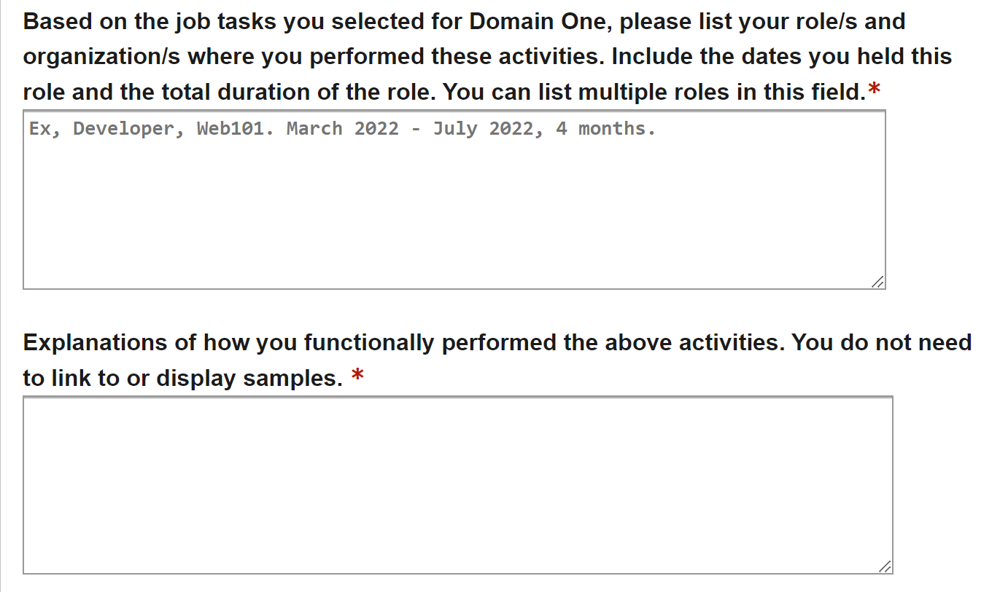 Based on the job tasks you selected for Domain One, please list your role/s and
organization/s where you performed these activities. Include the dates you held this
role and the total duration of the role. You can list multiple roles in this field.*
Ex, Developer, Web101. March 2022 - July 2022, 4 months.
Explanations of how you functionally performed the above activities. You do not need
to link to or display samples. *